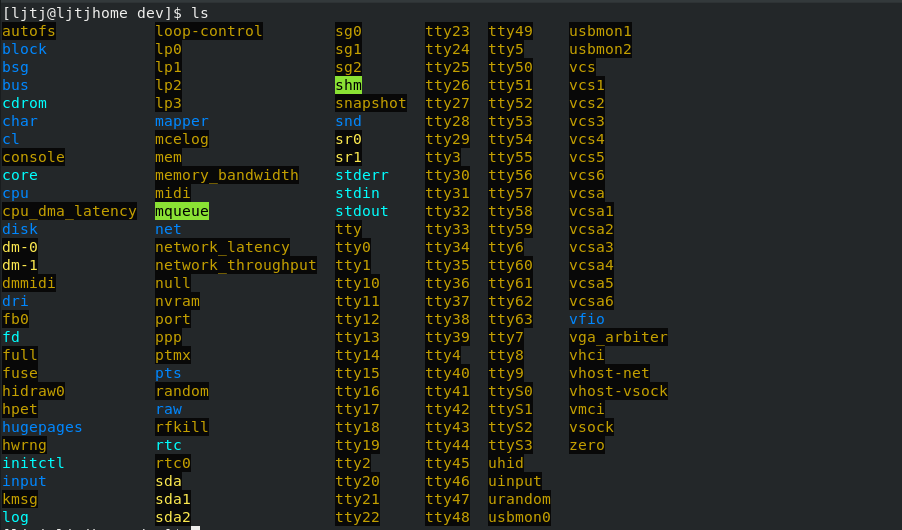 [ljtj@ljtjhome dev]$ ls
autofs loop-control sg0 tty23 tty49 usbmon1
block lp0 sg1 tty24 tty5 usbmon2
bsg lp1 sg2 tty25 tty50 vcs
bus lp2 shm tty26 tty51 vcs1
cdrom lp3 snapshot tty27 tty52 vcs2
char mapper snd tty28 tty53 vcs3
cl mcelog sr0 tty29 tty54 vcs4
console mem sr1 tty3 tty55 vcs5
core memory_bandwidth stderr tty30 tty56 vcs6
cpu midi stdin tty31 tty57 vcsa
cpu_dma_latency mqueue stdout tty32 tty58 vcsa1
disk net tty tty33 tty59 vcsa2
dm-0 network_latency tty0 tty34 tty6 vcsa3
dm-1 network_throughput tty1 tty35 tty60 vcsa4
dmmidi null tty10 tty36 tty61 vcsa5
dri nvram tty11 tty37 tty62 vcsa6
fb0 port tty12 tty38 tty63 vfio
fd ppp tty13 tty39 tty7 vga_arbiter
full ptmx tty14 tty4 tty8 vhci
fuse pts tty15 tty40 tty9 vhost-net
hidraw0 random tty16 tty41 ttyS0 vhost-vsock
hpet raw tty17 tty42 ttyS1 vmci
hugepages rfkill tty18 tty43 ttyS2 vsock
hwrng rtc tty19 tty44 ttyS3 zero
initctl rtc0 tty2 tty45 uhid
input sda tty20 tty46 uinput
kmsg sda1 tty21 tty47 urandom
log sda2 tty22 tty48 usbmon0